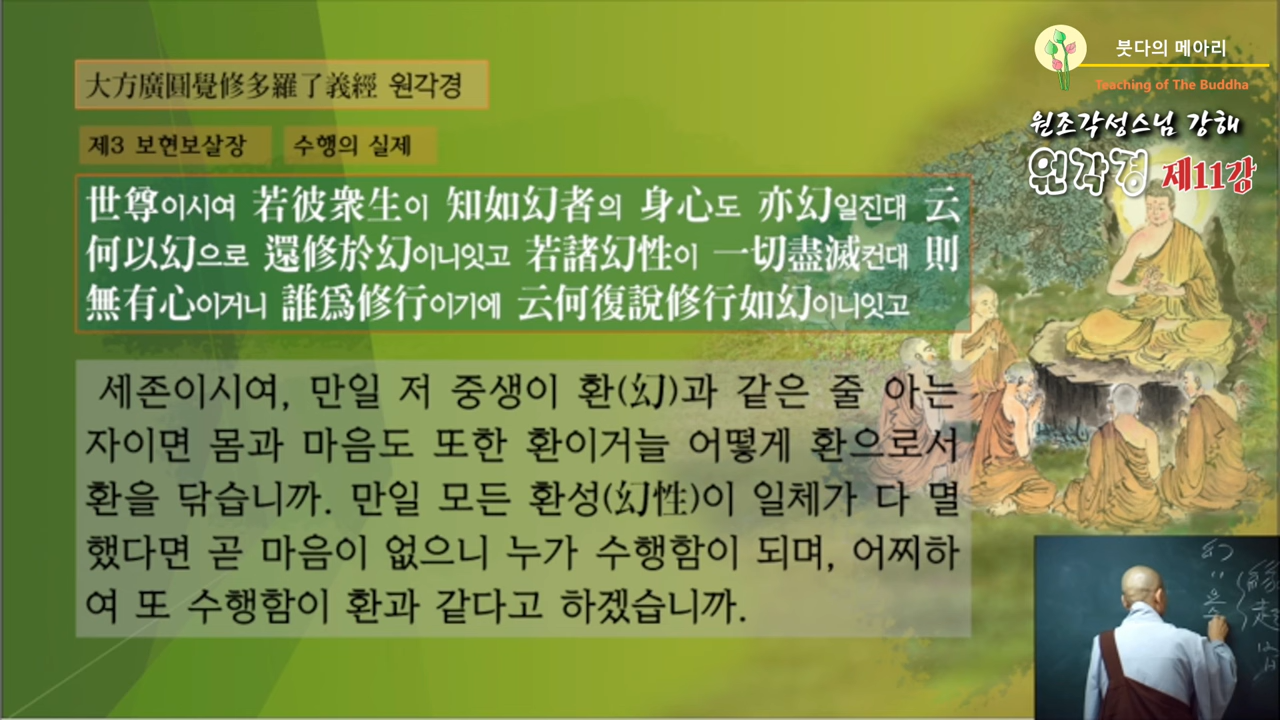 붓다의 메아리
Teaching of The Buddha
원조각성스님 강해
원각경 제11강
大方廣圓覺修多羅了義經 원각경
제3 보현보살장
수행의 실제
世尊이시여 若彼衆生이 知如幻者의 身心도 亦幻일진대 云
何以幻으로 還修於幻이니잇고 若諸幻性이 一切盡滅컨대 則
無有心이거니 誰爲修行이기에 云何復說修行如幻이니잇고
세존이시여, 만일 저 중생이 환(幻)과 같은 줄 아는
자이면 몸과 마음도 또한 환이거늘 어떻게 환으로서
환을 닦습니까. 만일 모든 환성(幻性)이 일체가 다 멸
했다면 곧 마음이 없으니 누가 수행함이 되며, 어찌하
여 또 수행함이 환과 같다고 하겠습니까.
幻
緣
起